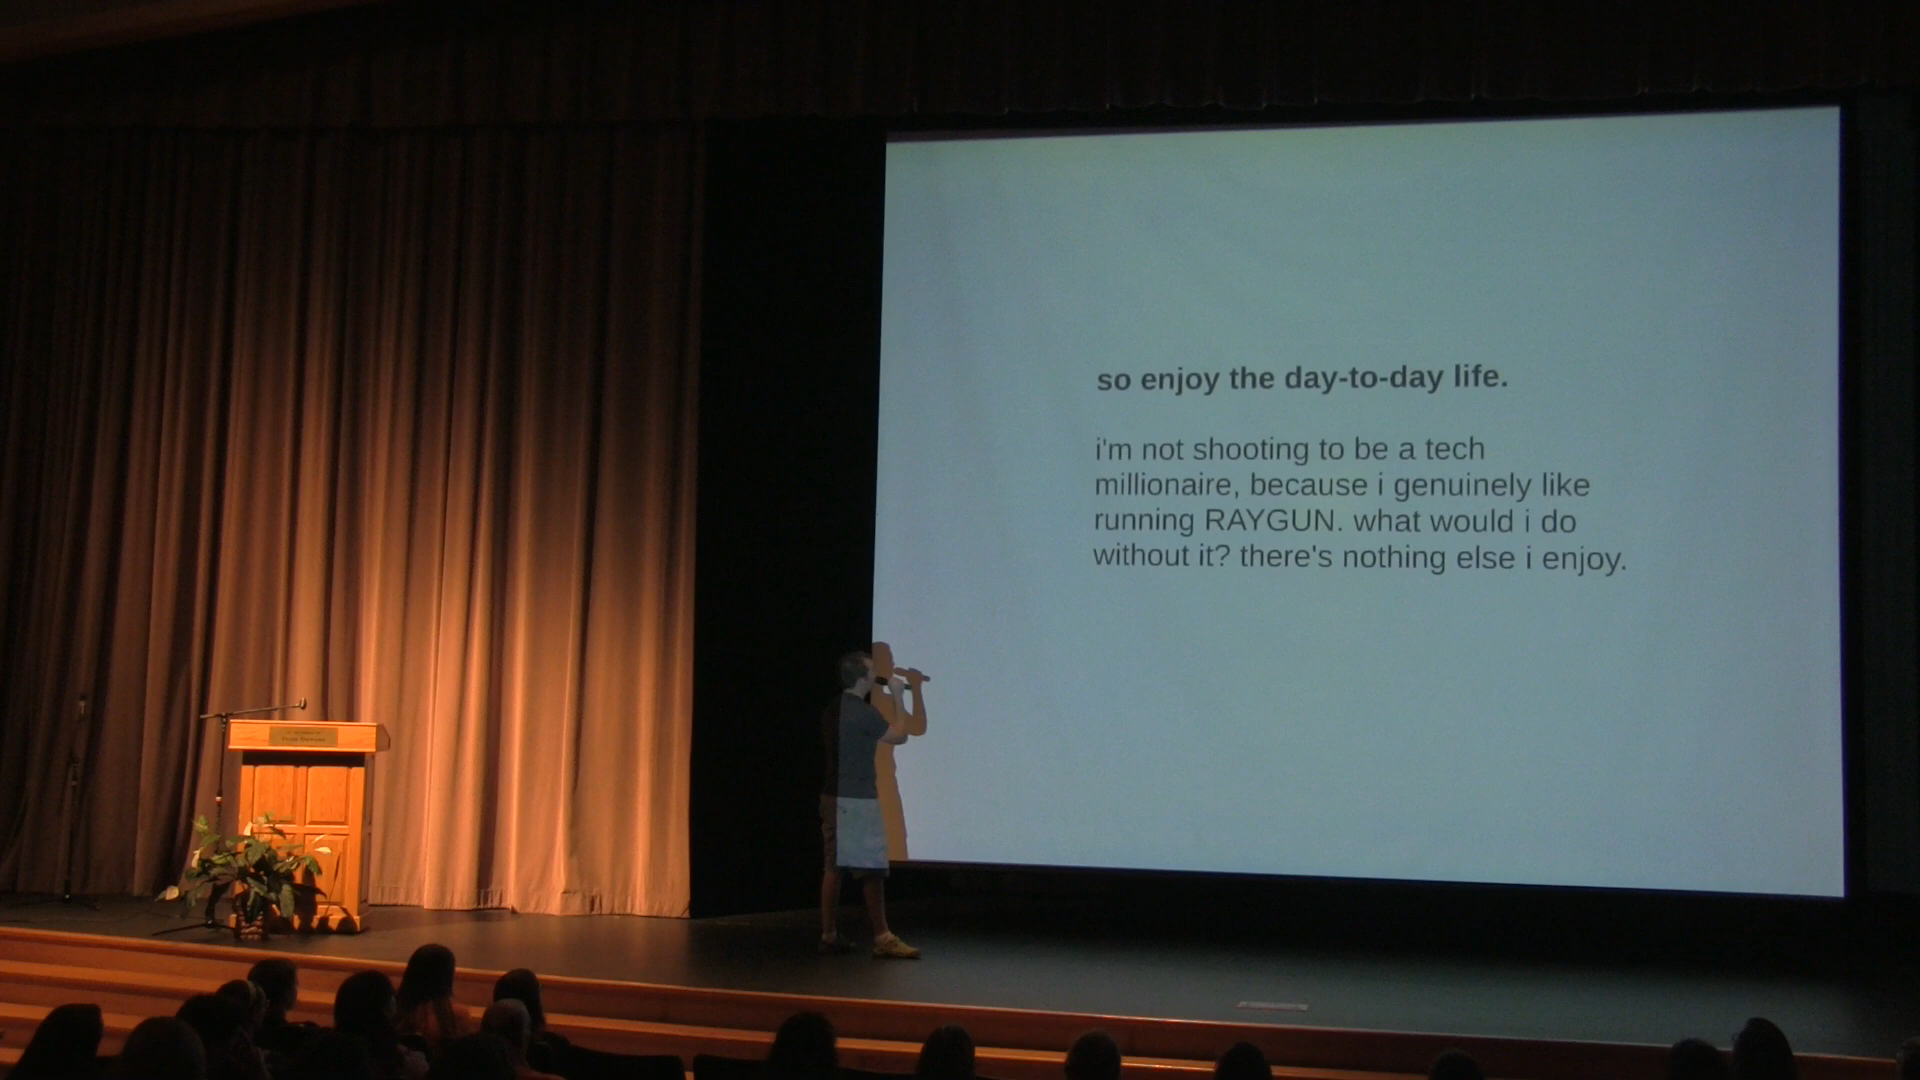 so enjoy the day-to-day life.
i'm not shooting to be a tech
millionaire, because i genuinely like
running RAYGUN. what would i do
without it? there's nothing else i enjoy.